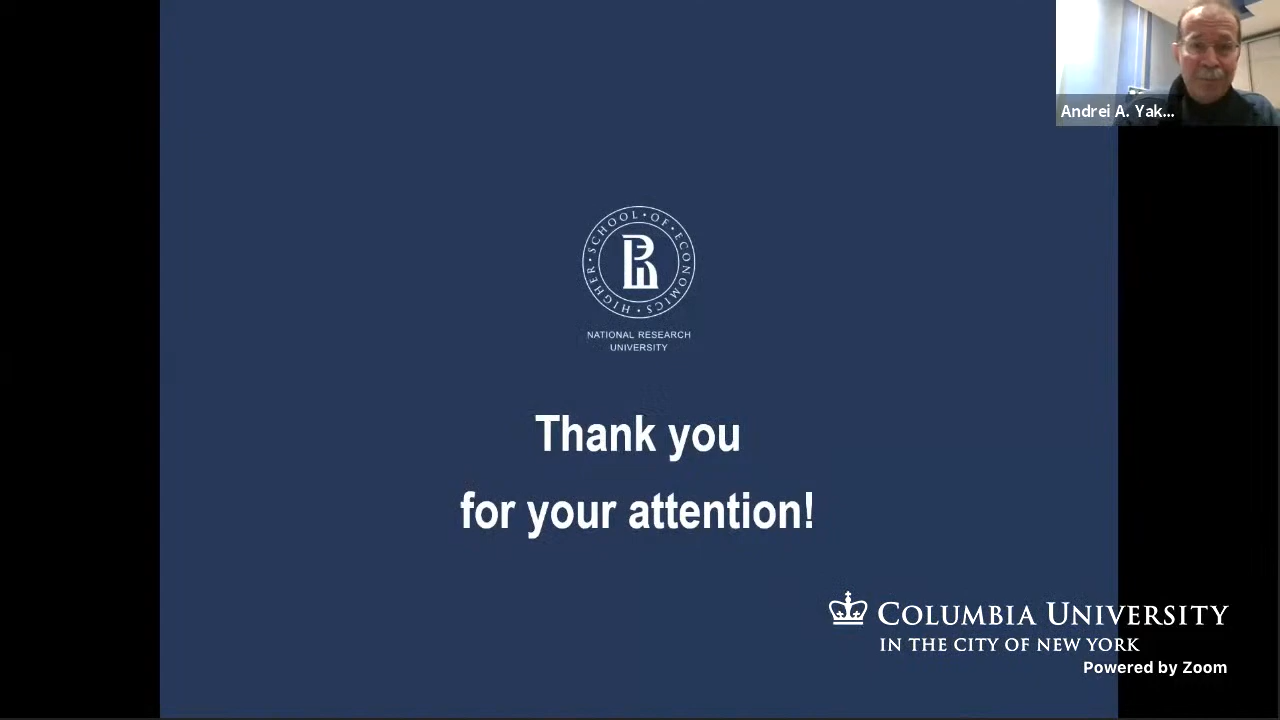 Andrei A. Yak...
HIGHER • SCHOOL • OF • ECONOMICS •
NATIONAL RESEARCH
UNIVERSITY
Thank you
for your attention!
COLUMBIA UNIVERSITY
IN THE CITY OF NEW YORK
Powered by Zoom